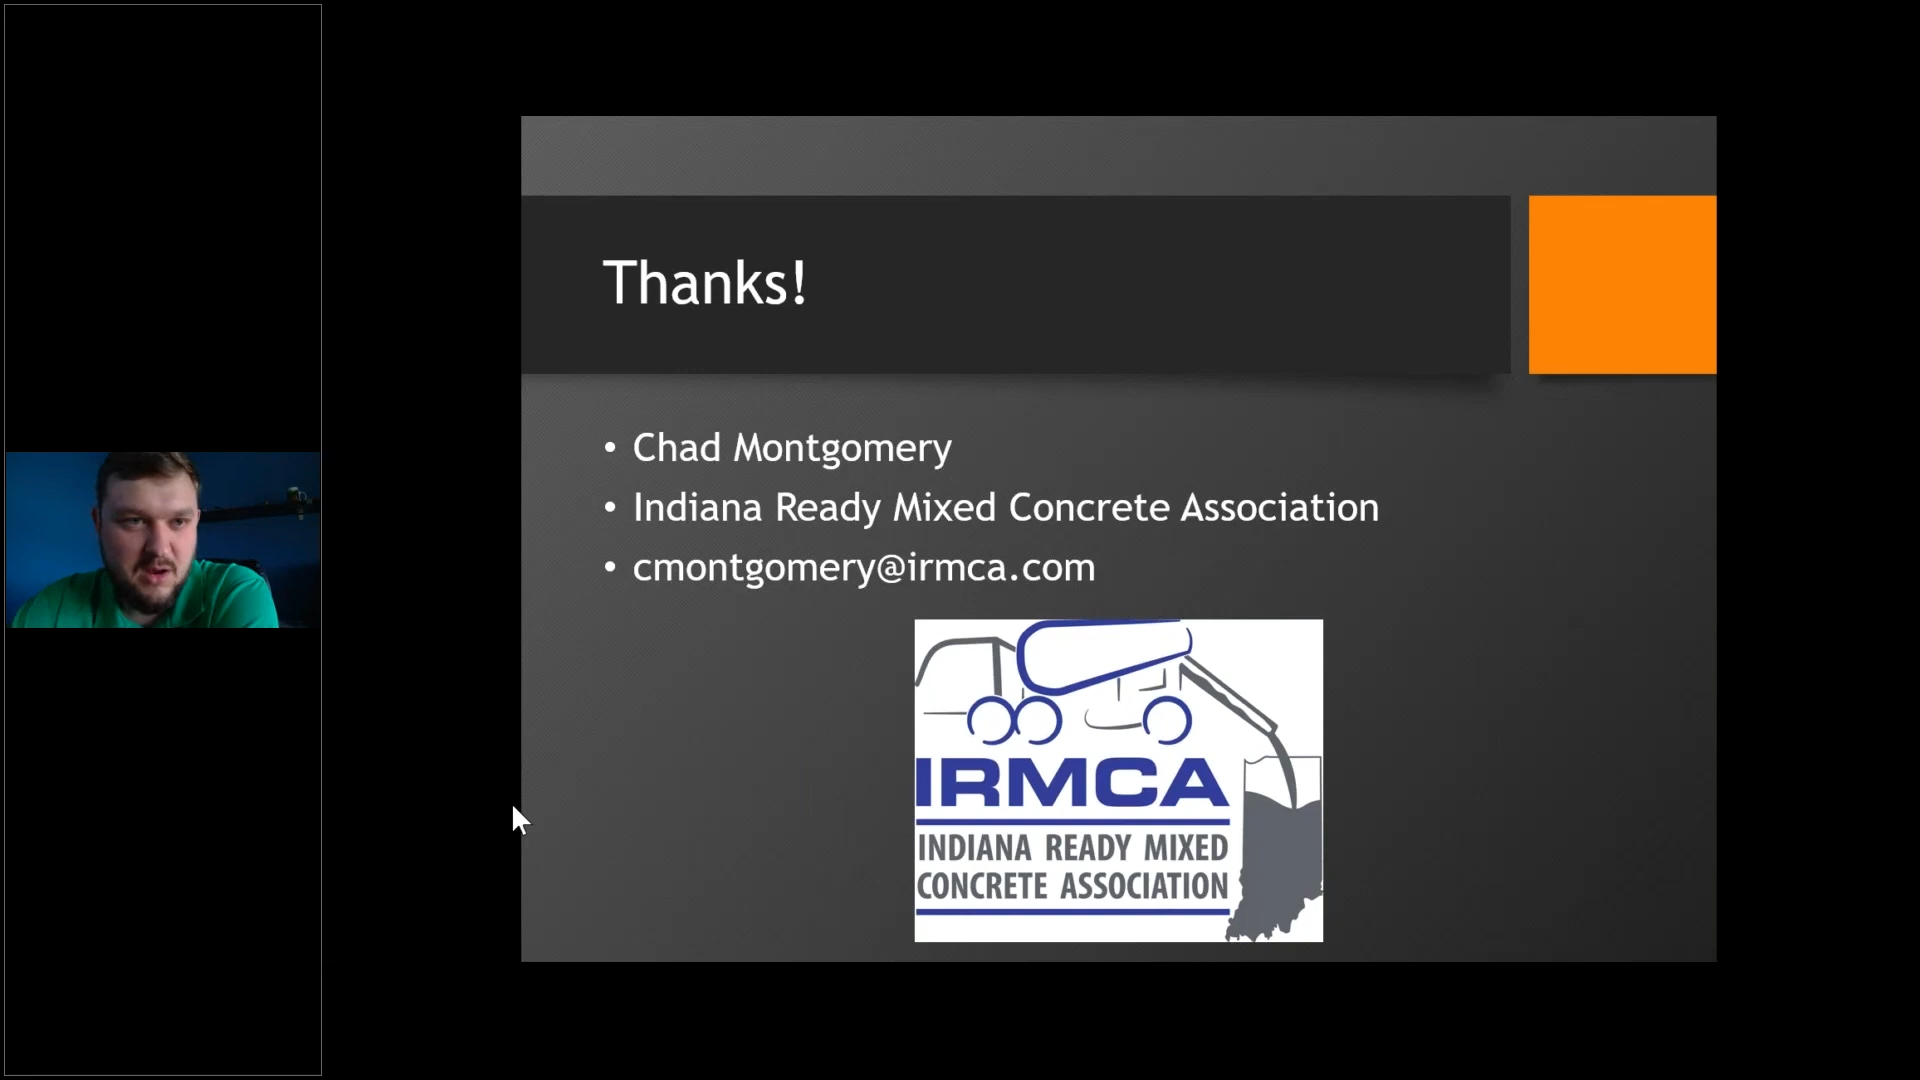 Thanks!
• Chad Montgomery
• Indiana Ready Mixed Concrete Association
• cmontgomery@irmca.com
IRMCA
INDIANA READY MIXED
CONCRETE ASSOCIATION